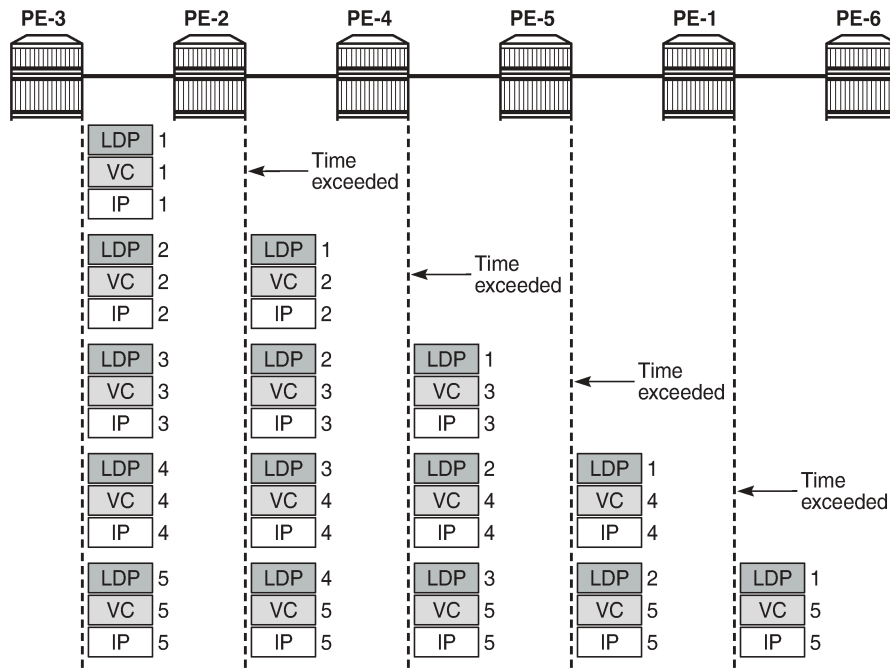 PE-3 PE-2 PE-4 PE-5 PE-1 PE-6
LDP 1
VC 1
IP 1
Time
exceeded
LDP 2 LDP 1
VC 2 VC 2
IP 2 IP 2
Time
exceeded
LDP 3 LDP 2 LDP 1
VC 3 VC 3 VC 3
IP 3 IP 3 IP 3
Time
exceeded
LDP 4 LDP 3 LDP 2 LDP 1
VC 4 VC 4 VC 4 VC 4
IP 4 IP 4 IP 4 IP 4
Time
exceeded
LDP 5 LDP 4 LDP 3 LDP 2 LDP 1
VC 5 VC 5 VC 5 VC 5 VC 5
IP 5 IP 5 IP 5 IP 5 IP 5